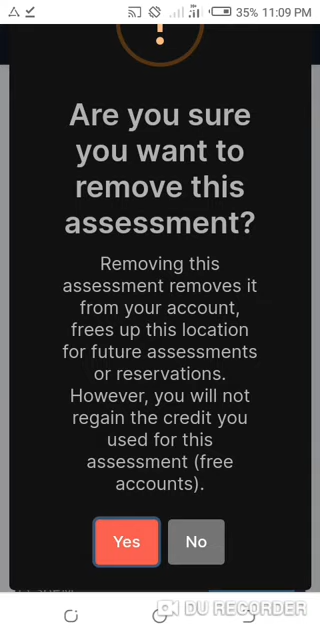 35% 11:09 PM
!
Are you sure
you want to
remove this
assessment?
Removing this
assessment removes it
from your account,
frees up this location
for future assessments
or reservations.
However, you will not
regain the credit you
used for this
assessment (free
accounts).
Yes No
DU RECORDER